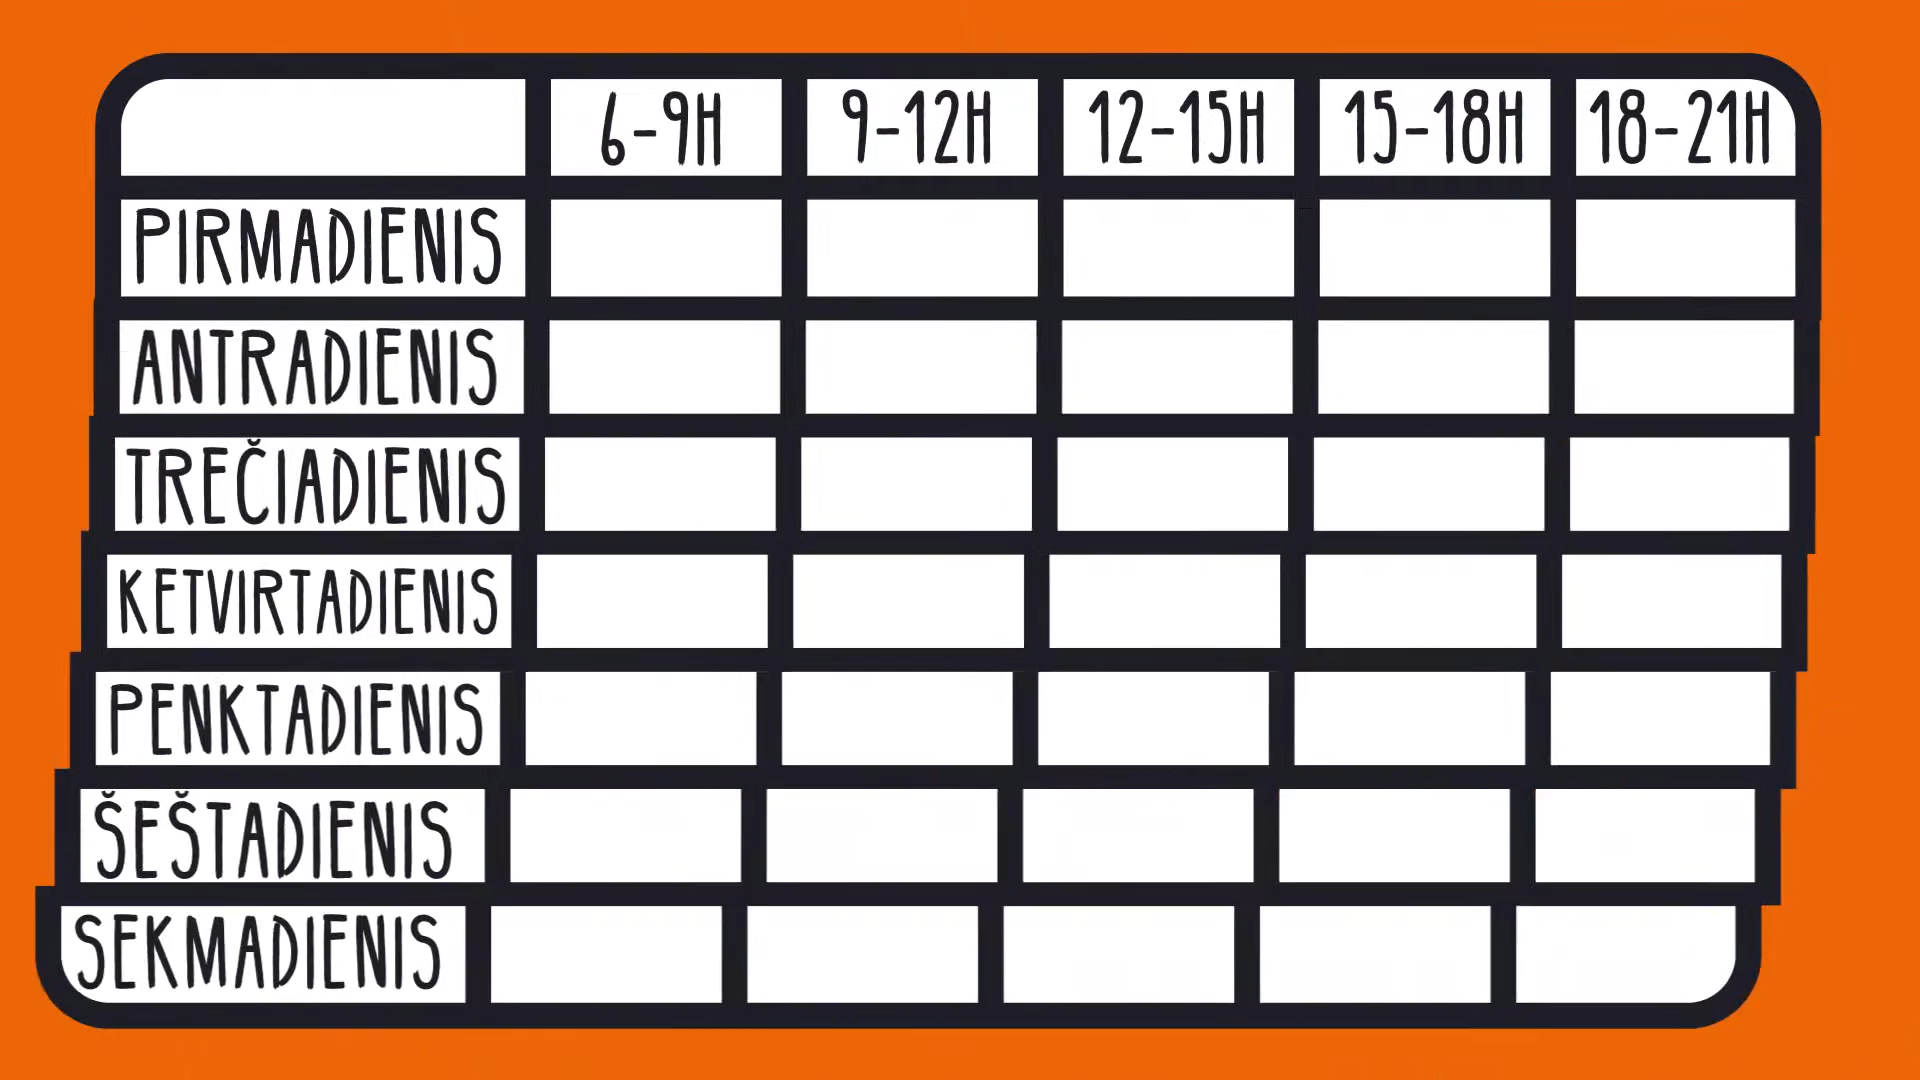 6-9H 9-12H 12-15H 15-18H 18-21H
PIRMADIENIS
ANTRADIENIS
TREČIADIENIS
KETVIRTADIENIS
PENKTADIENIS
ŠEŠTADIENIS
SEKMADIENIS